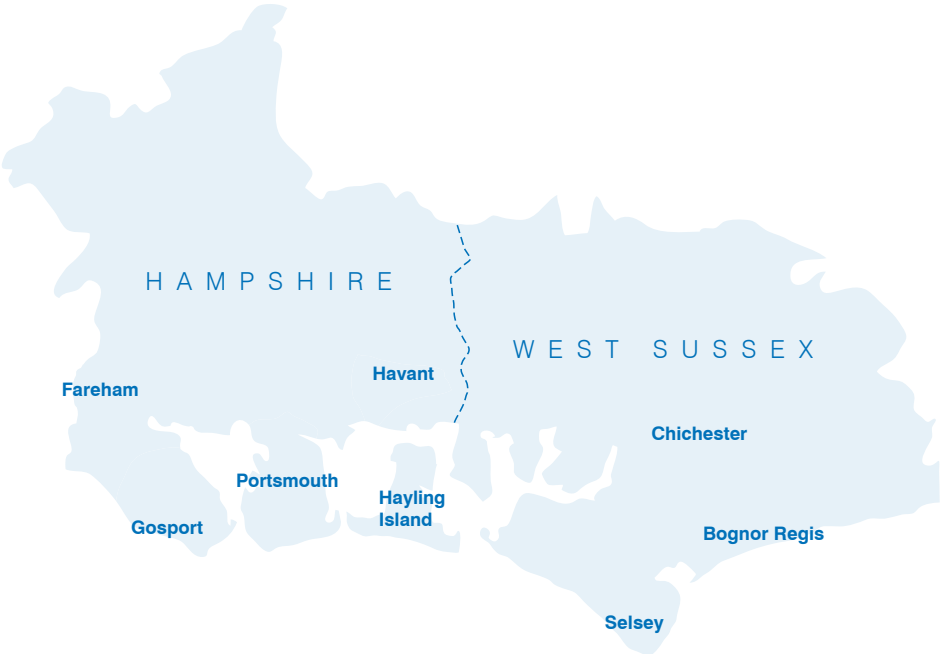 HAMPSHIRE
WEST SUSSEX
Havant
Fareham
Chichester
Portsmouth
Hayling
Island
Gosport
Bognor Regis
Selsey